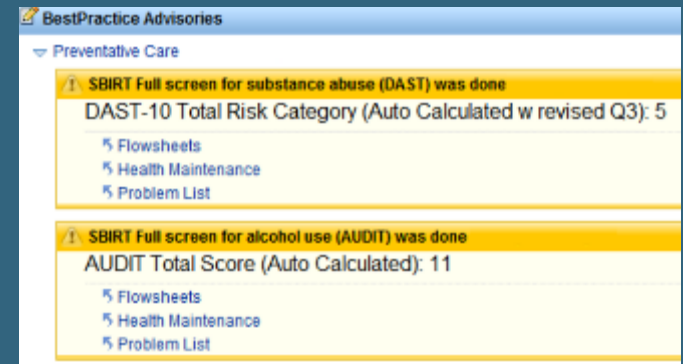 BestPractice Advisories
Preventative Care
SBIRT Full screen for substance abuse (DAST) was done
DAST-10 Total Risk Category (Auto Calculated w revised Q3): 5
Flowsheets
Health Maintenance
Problem List
SBIRT Full screen for alcohol use (AUDIT) was done
AUDIT Total Score (Auto Calculated): 11
Flowsheets
Health Maintenance
Problem List